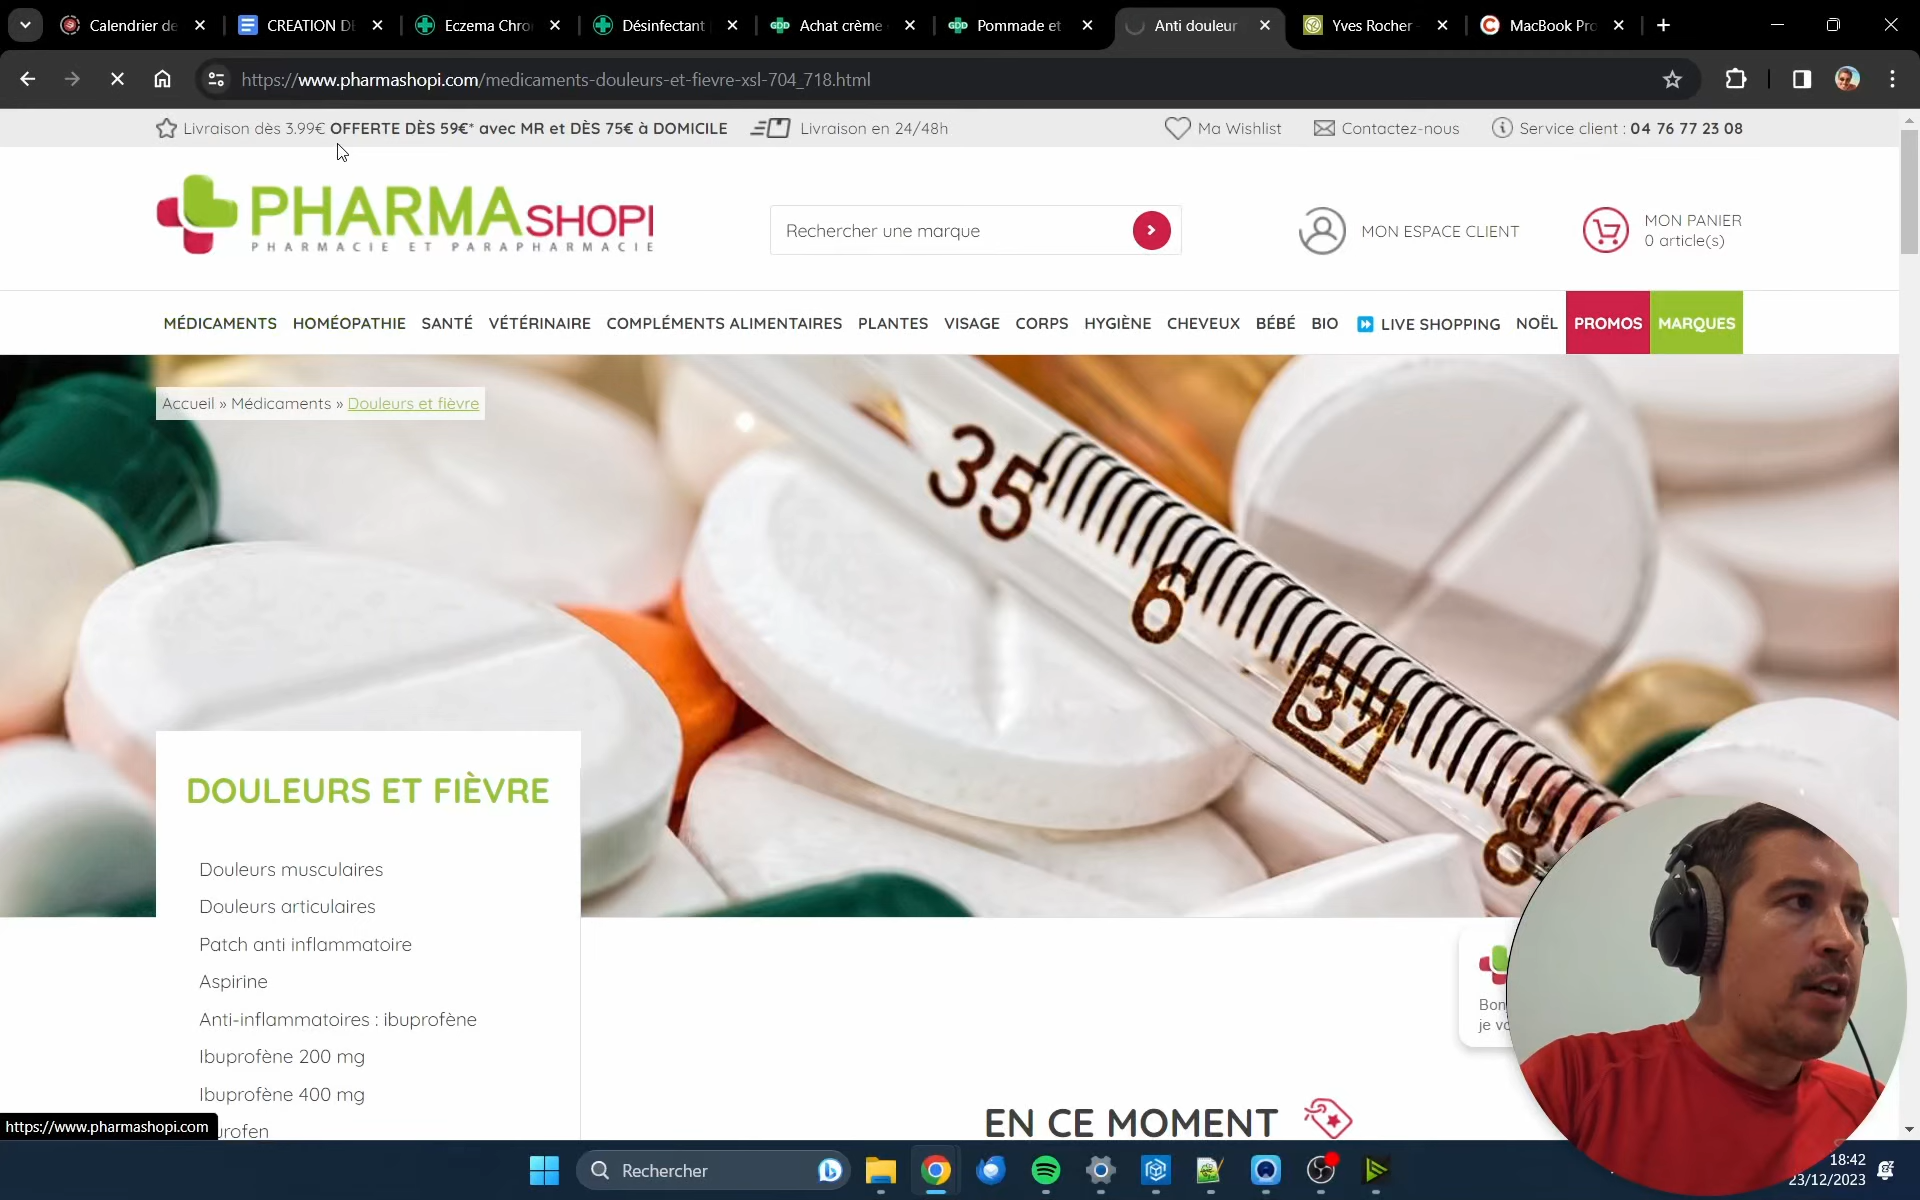 Calendrier de
CREATION DE
Eczema Chro
Désinfectant
Achat crème
Pommade et
Anti douleur
Yves Rocher
MacBook Pro
https://www.pharmashopi.com/medicaments-douleurs-et-fievre-xsl-704_718.html
Livraison dès 3.99€ OFFERTE DÈS 59€* avec MR et DÈS 75€ à DOMICILE
Livraison en 24/48h
Ma Wishlist
Contactez-nous
Service client : 04 76 77 23 08
PHARMASHOPI
PHARMACIE ET PARAPHARMACIE
Rechercher une marque
MON ESPACE CLIENT
MON PANIER
0 article(s)
MÉDICAMENTS HOMÉOPATHIE SANTÉ VÉTÉRINAIRE COMPLÉMENTS ALIMENTAIRES PLANTES VISAGE CORPS HYGIÈNE CHEVEUX BÉBÉ BIO LIVE SHOPPING NOËL PROMOS MARQUES
Accueil » Médicaments » Douleurs et fièvre
35
6
37
8
DOULEURS ET FIÈVRE
Douleurs musculaires
Douleurs articulaires
Patch anti inflammatoire
Aspirine
Anti-inflammatoires : ibuprofène
Ibuprofène 200 mg
Ibuprofène 400 mg
urofen
Bon
je vo
EN CE MOMENT
https://www.pharmashopi.com
Rechercher
18:42
23/12/2023